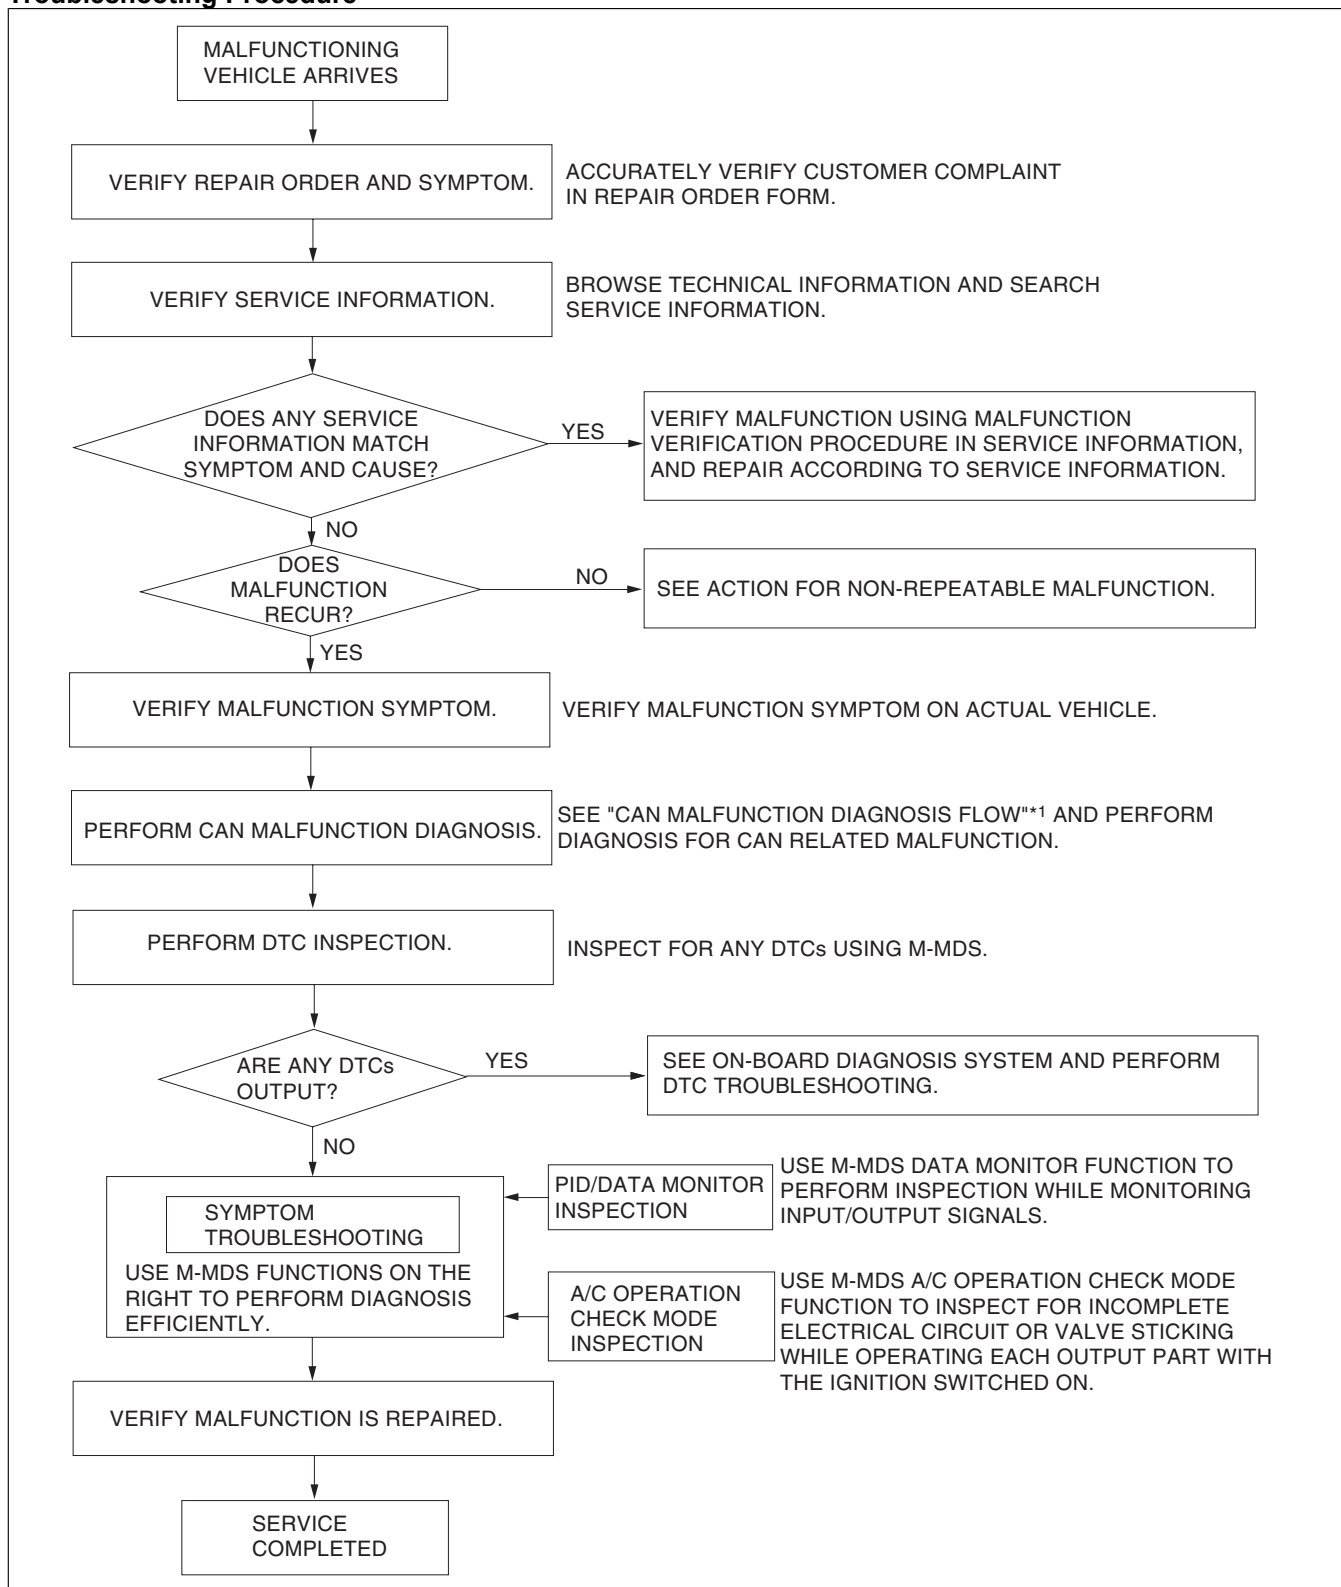 Troubleshooting Procedure
MALFUNCTIONING
VEHICLE ARRIVES
VERIFY REPAIR ORDER AND SYMPTOM.
ACCURATELY VERIFY CUSTOMER COMPLAINT
IN REPAIR ORDER FORM.
VERIFY SERVICE INFORMATION.
BROWSE TECHNICAL INFORMATION AND SEARCH
SERVICE INFORMATION.
DOES ANY SERVICE
INFORMATION MATCH
SYMPTOM AND CAUSE?
YES
VERIFY MALFUNCTION USING MALFUNCTION
VERIFICATION PROCEDURE IN SERVICE INFORMATION,
AND REPAIR ACCORDING TO SERVICE INFORMATION.
NO
DOES
MALFUNCTION
RECUR?
NO
SEE ACTION FOR NON-REPEATABLE MALFUNCTION.
YES
VERIFY MALFUNCTION SYMPTOM.
VERIFY MALFUNCTION SYMPTOM ON ACTUAL VEHICLE.
PERFORM CAN MALFUNCTION DIAGNOSIS.
SEE "CAN MALFUNCTION DIAGNOSIS FLOW"*1 AND PERFORM
DIAGNOSIS FOR CAN RELATED MALFUNCTION.
PERFORM DTC INSPECTION.
INSPECT FOR ANY DTCs USING M-MDS.
ARE ANY DTCs
OUTPUT?
YES
SEE ON-BOARD DIAGNOSIS SYSTEM AND PERFORM
DTC TROUBLESHOOTING.
NO
SYMPTOM
TROUBLESHOOTING
USE M-MDS FUNCTIONS ON THE
RIGHT TO PERFORM DIAGNOSIS
EFFICIENTLY.
PID/DATA MONITOR
INSPECTION
USE M-MDS DATA MONITOR FUNCTION TO
PERFORM INSPECTION WHILE MONITORING
INPUT/OUTPUT SIGNALS.
A/C OPERATION
CHECK MODE
INSPECTION
USE M-MDS A/C OPERATION CHECK MODE
FUNCTION TO INSPECT FOR INCOMPLETE
ELECTRICAL CIRCUIT OR VALVE STICKING
WHILE OPERATING EACH OUTPUT PART WITH
THE IGNITION SWITCHED ON.
VERIFY MALFUNCTION IS REPAIRED.
SERVICE
COMPLETED